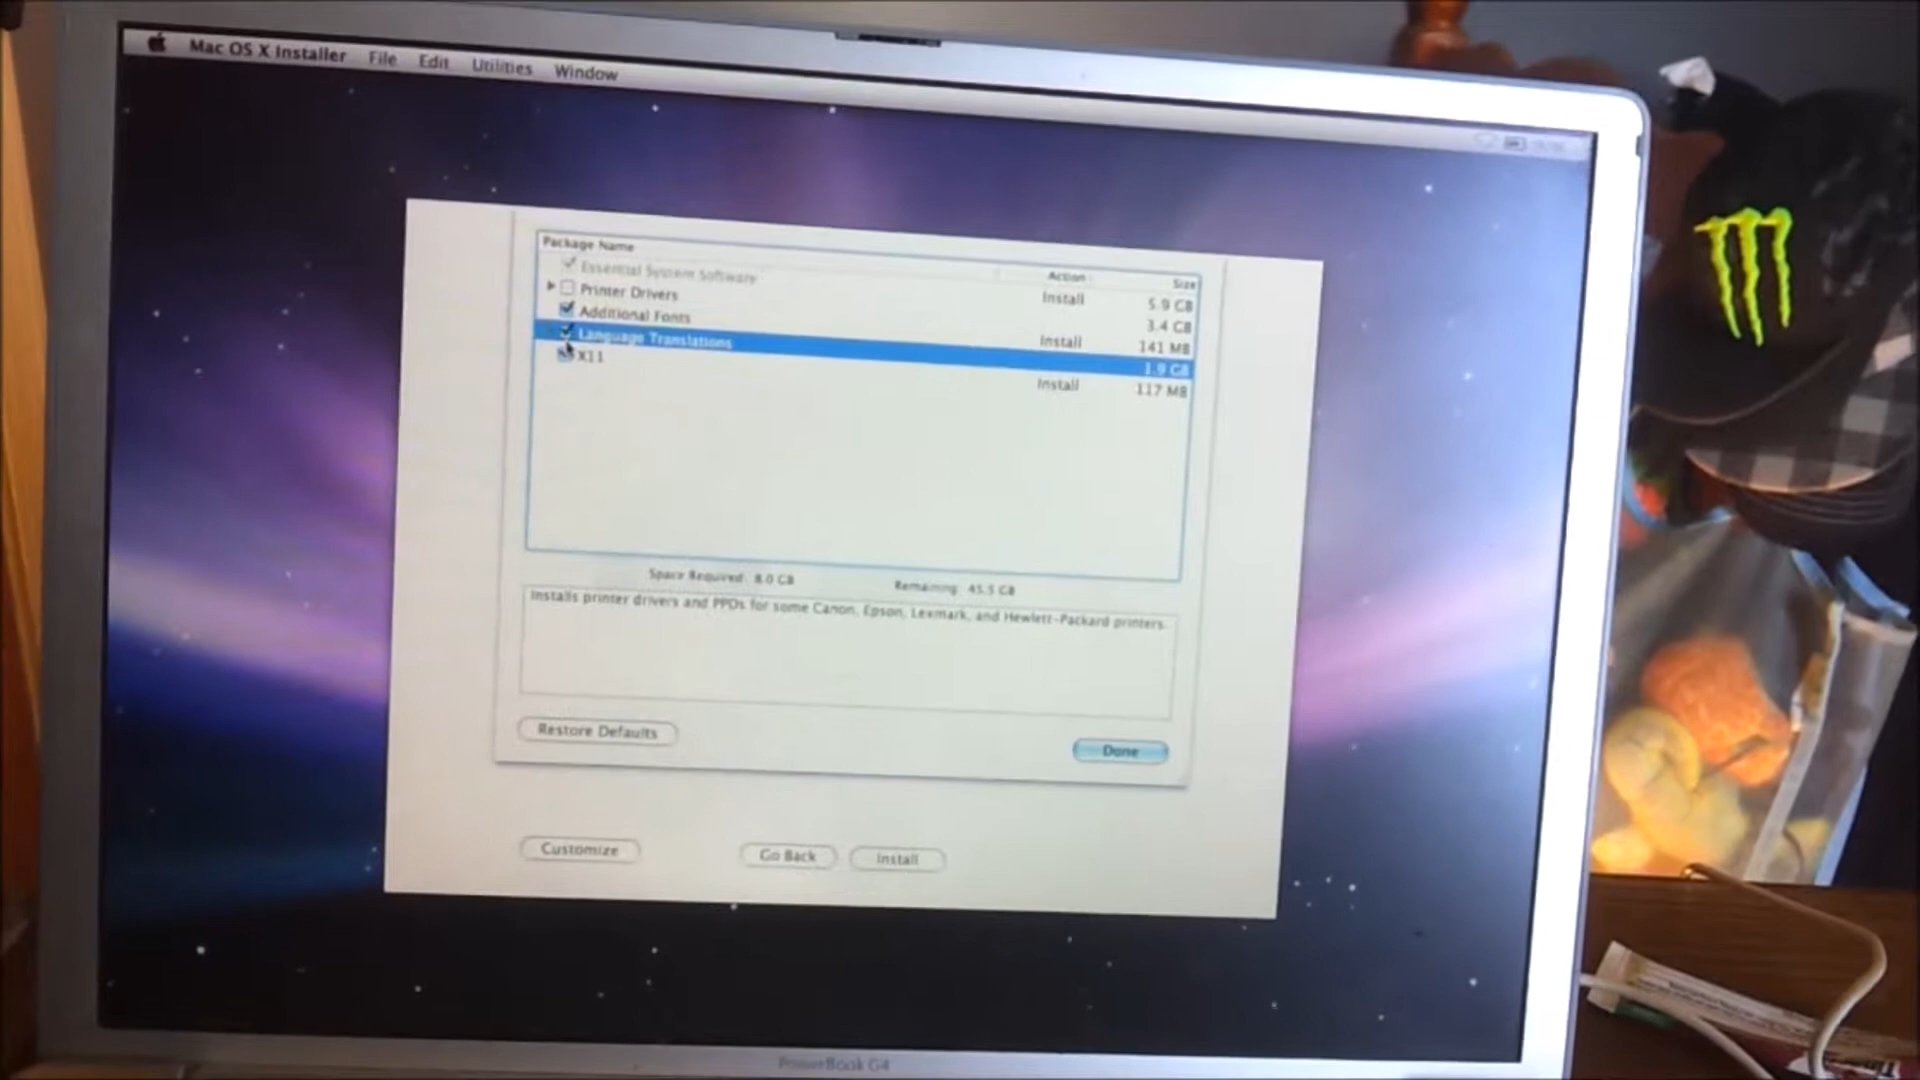 Mac OS X Installer File Edit Utilities Window
Package Name Action Size
Essential System Software Install 5.9 GB
Printer Drivers 3.4 GB
Additional Fonts Install 141 MB
Language Translations 1.9 GB
X11 Install 117 MB
Space Required: 8.0 GB Remaining: 45.5 GB
Installs printer drivers and PPDs for some Canon, Epson, Lexmark, and Hewlett-Packard printers.
Restore Defaults Done
Customize Go Back Install
PowerBook G4